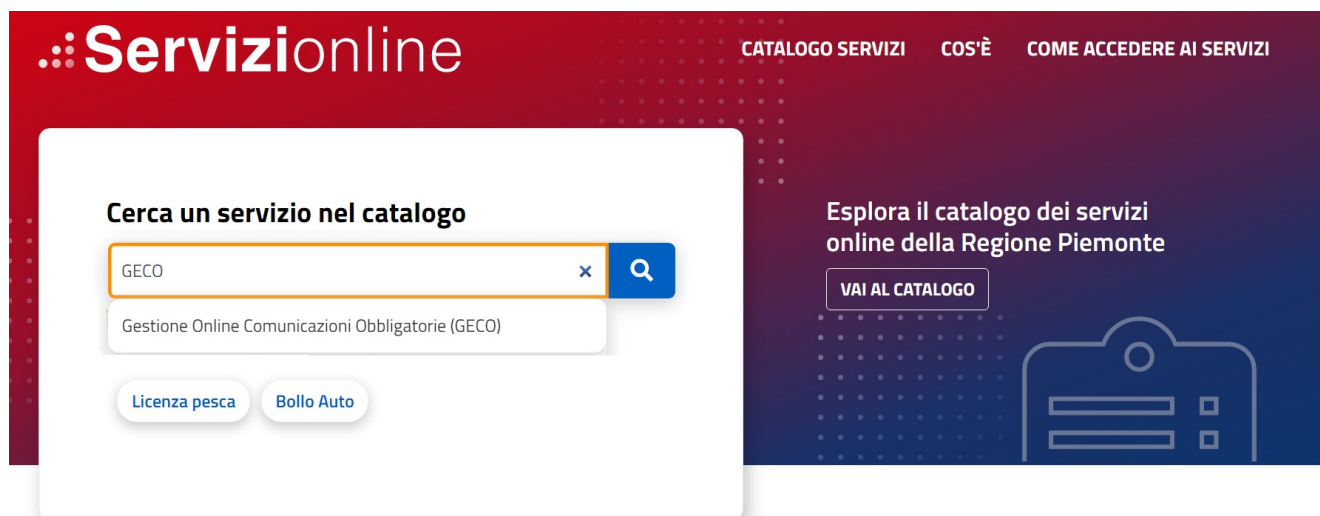 Servizionline
CATALOGO SERVIZI COS'È COME ACCEDERE AI SERVIZI
Cerca un servizio nel catalogo
GECO
Gestione Online Comunicazioni Obbligatorie (GECO)
Licenza pesca Bollo Auto
Esplora il catalogo dei servizi
online della Regione Piemonte
VAI AL CATALOGO